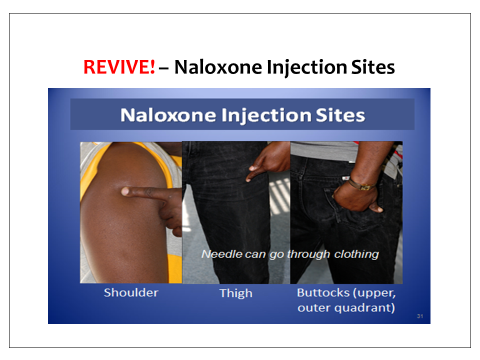 REVIVE! – Naloxone Injection Sites
Naloxone Injection Sites
Needle can go through clothing
Shoulder
Thigh
Buttocks (upper,
outer quadrant)
21